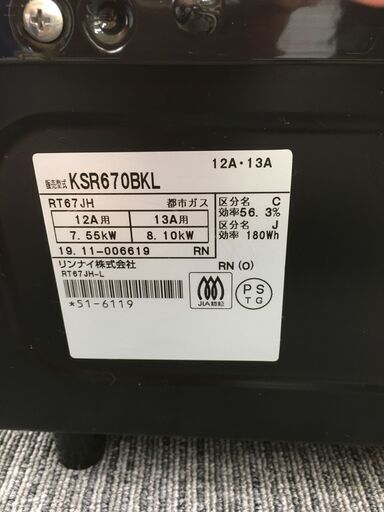 12A・13A
販売型式 KSR670BKL
RT67JH 都市ガス
12A用 13A用
7.55kW 8.10kW
19.11-006619 RN
リンナイ株式会社
RT67JH-L
*51-6119
区分名 C
効率56.3%
区分名 J
効率 180Wh
RN (O)
JIA認証
PS
TG